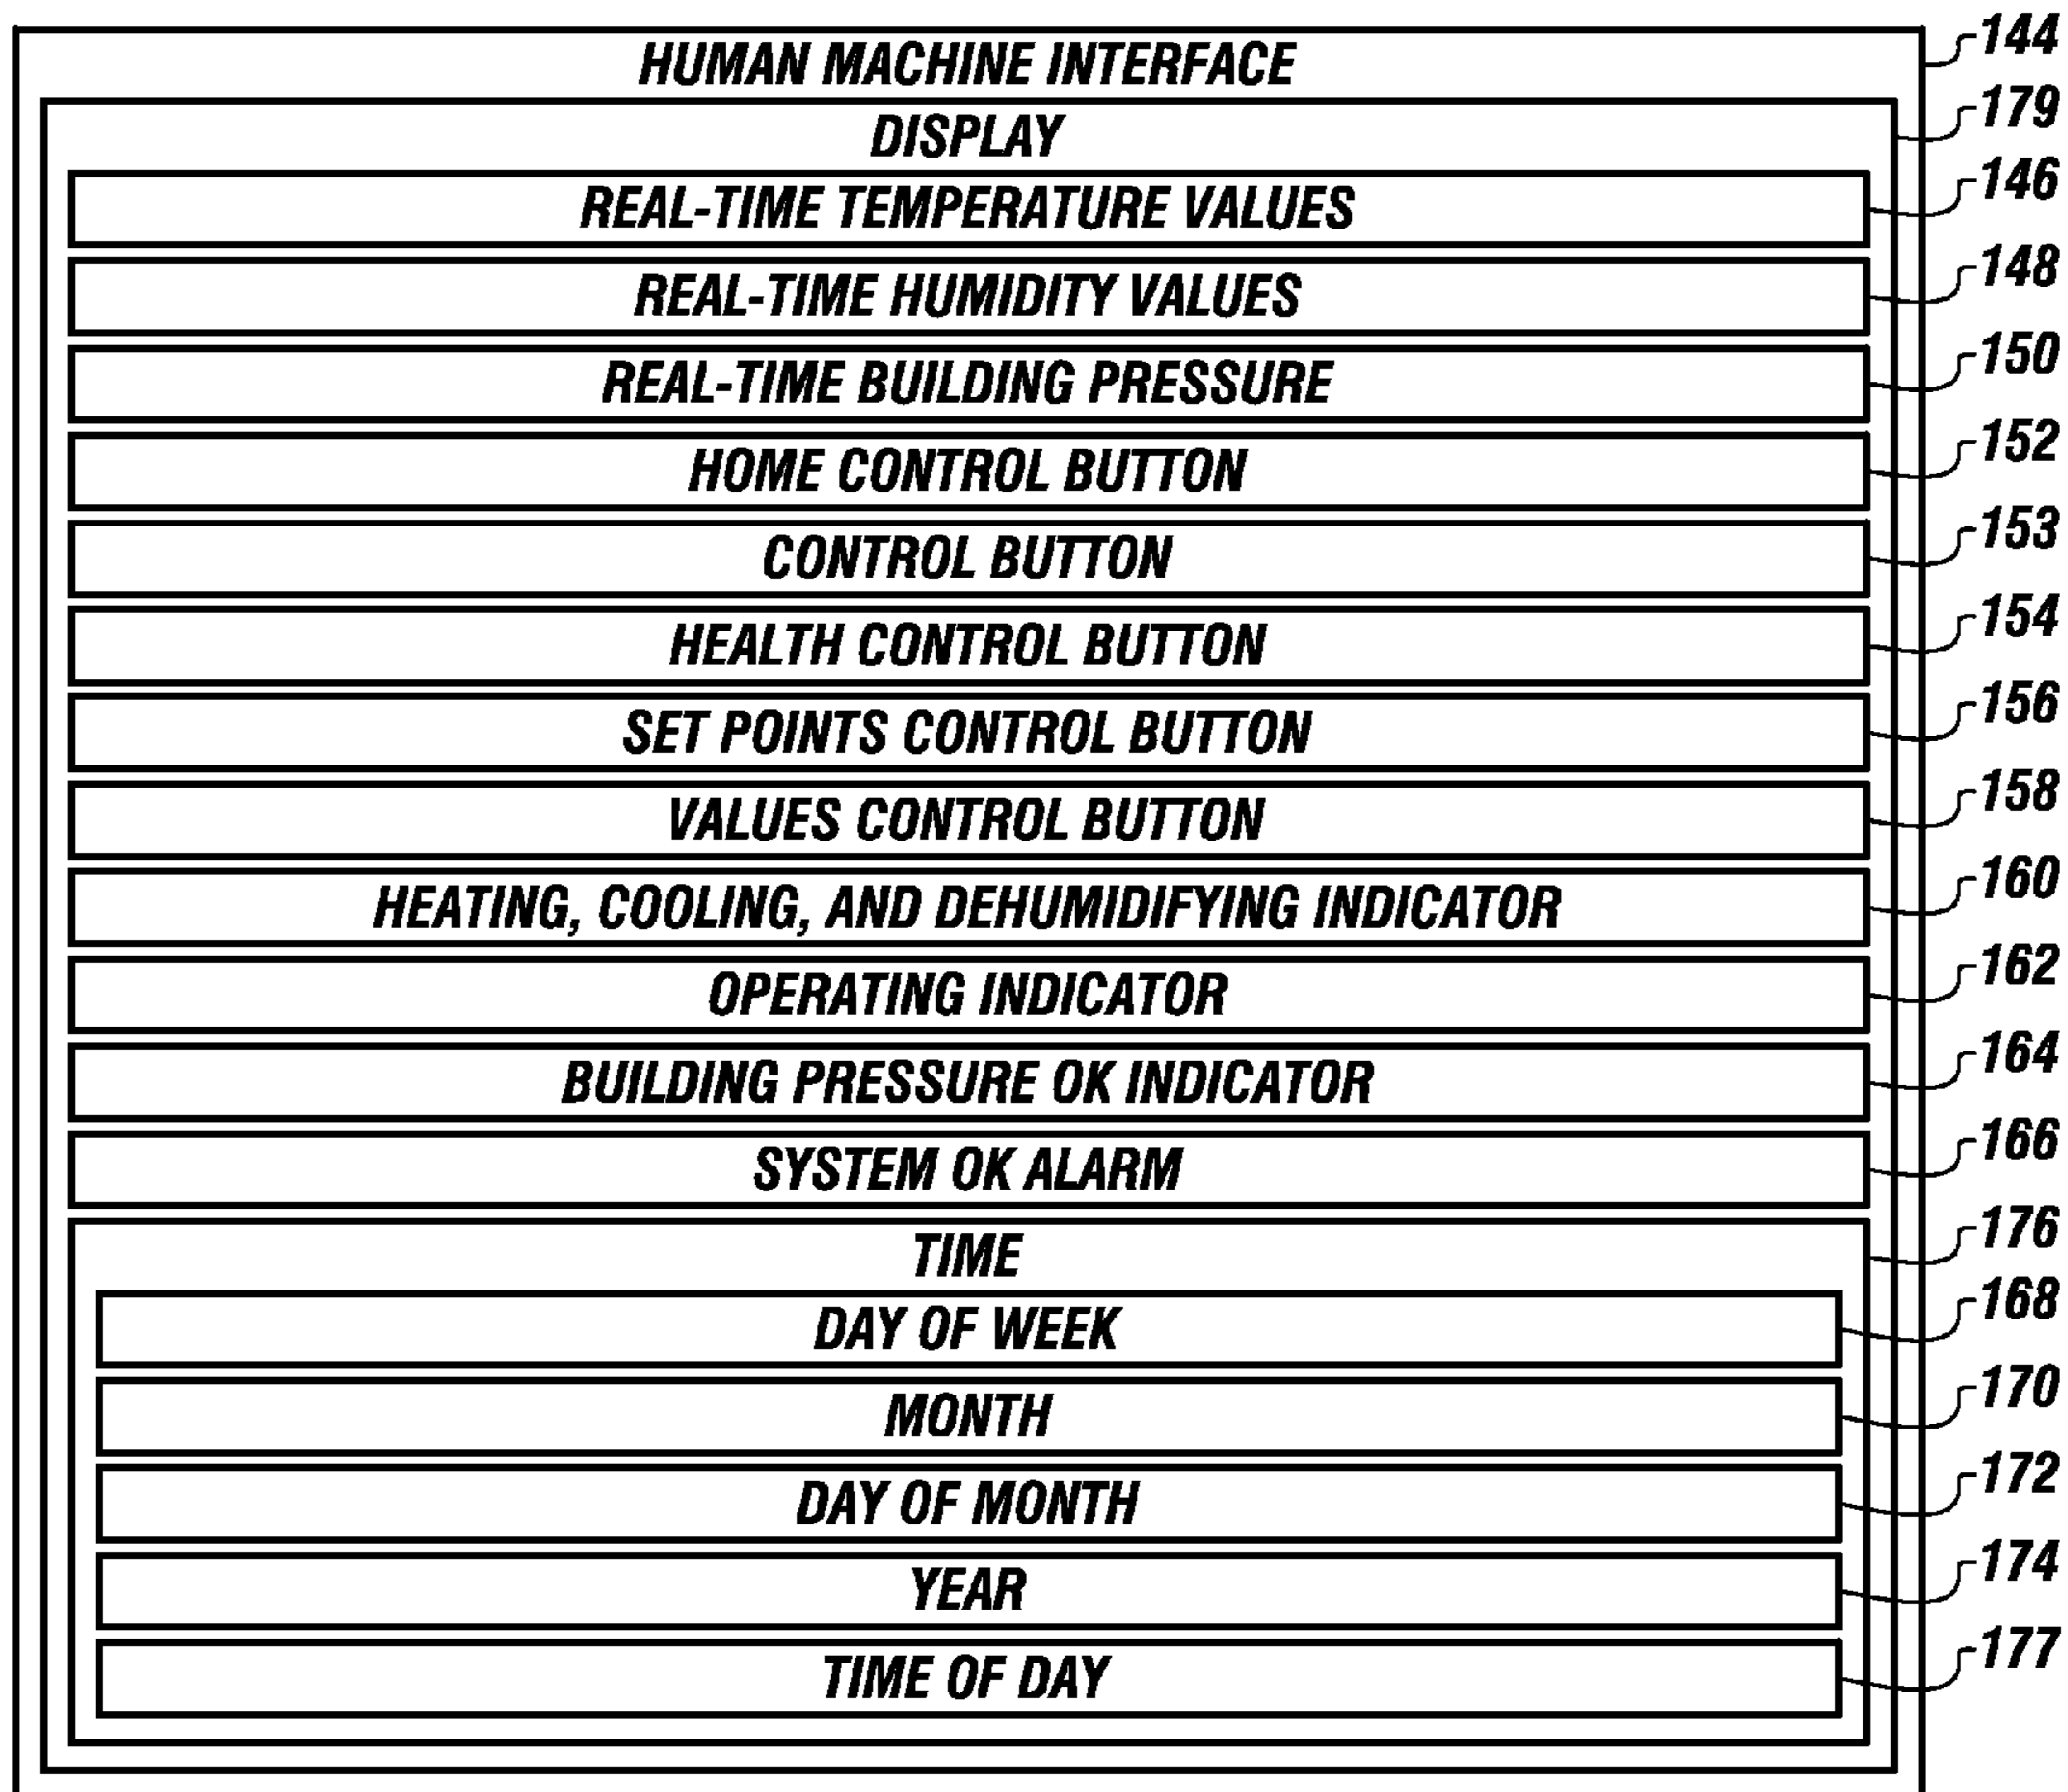 HUMAN MACHINE INTERFACE 144
DISPLAY 179
REAL-TIME TEMPERATURE VALUES 146
REAL-TIME HUMIDITY VALUES 148
REAL-TIME BUILDING PRESSURE 150
HOME CONTROL BUTTON 152
CONTROL BUTTON 153
HEALTH CONTROL BUTTON 154
SET POINTS CONTROL BUTTON 156
VALUES CONTROL BUTTON 158
HEATING, COOLING, AND DEHUMIDIFYING INDICATOR 160
OPERATING INDICATOR 162
BUILDING PRESSURE OK INDICATOR 164
SYSTEM OK ALARM 166
TIME 176
DAY OF WEEK 168
MONTH 170
DAY OF MONTH 172
YEAR 174
TIME OF DAY 177